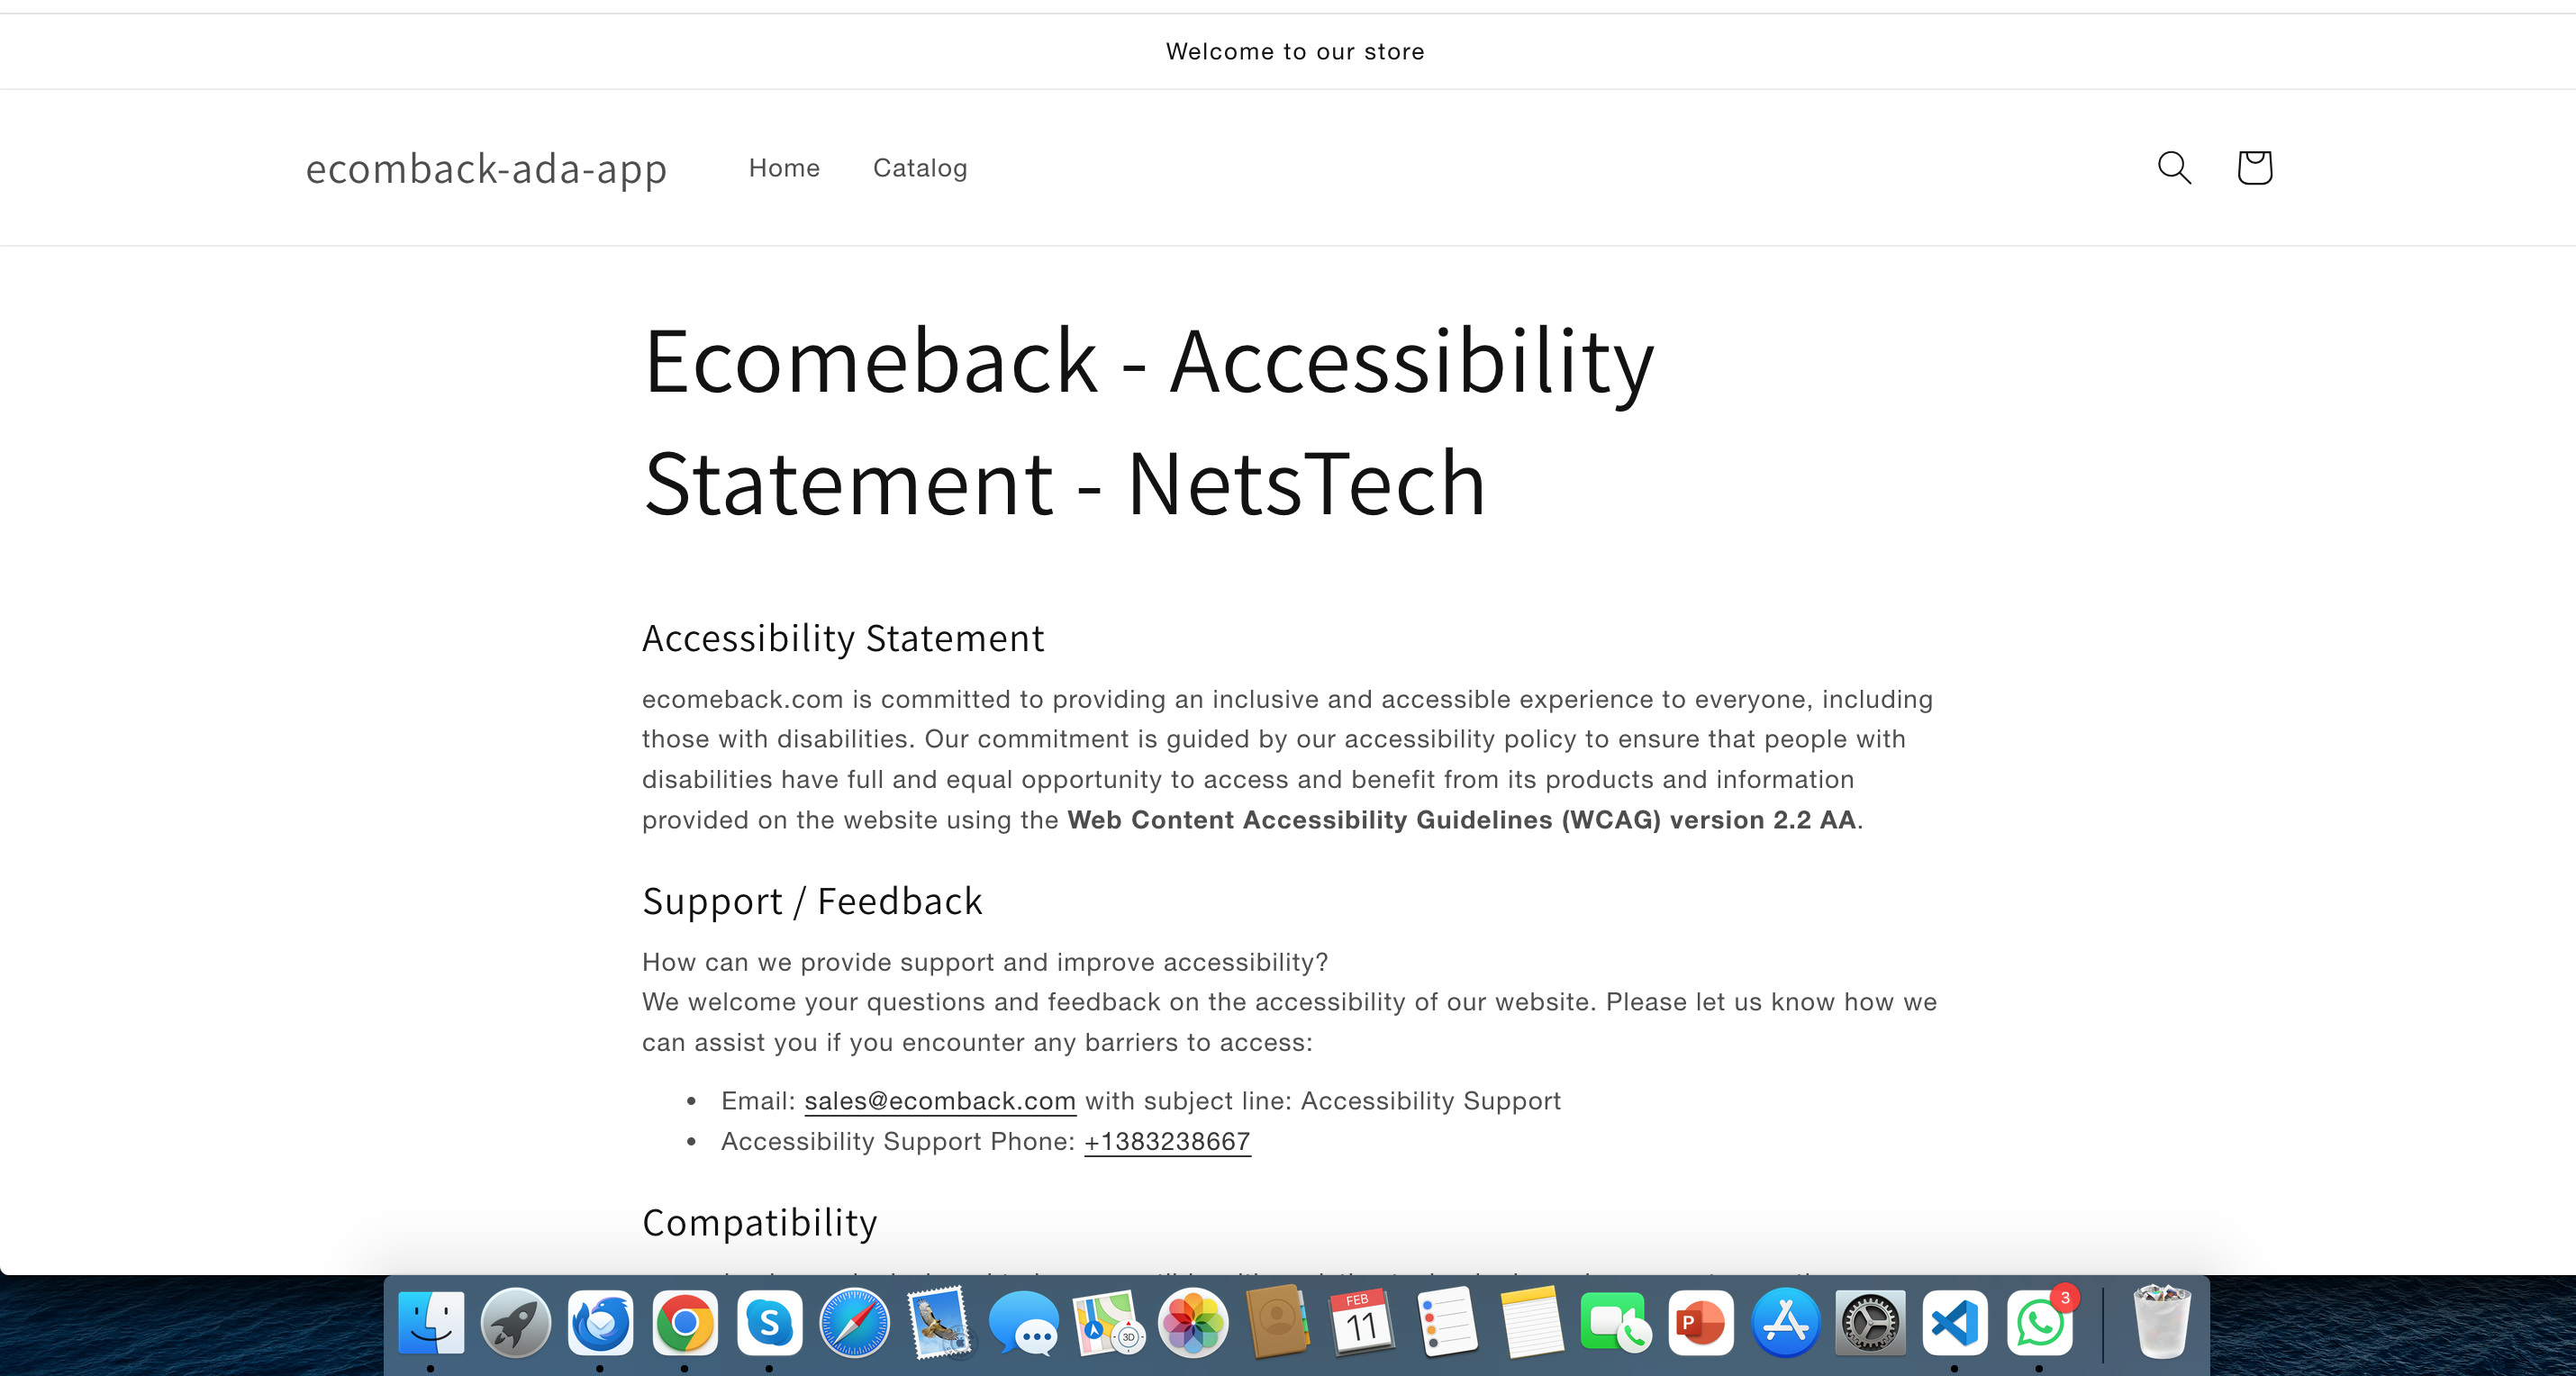 Welcome to our store
ecomback-ada-app Home Catalog
Ecomeback - Accessibility
Statement - NetsTech
Accessibility Statement
ecomeback.com is committed to providing an inclusive and accessible experience to everyone, including
those with disabilities. Our commitment is guided by our accessibility policy to ensure that people with
disabilities have full and equal opportunity to access and benefit from its products and information
provided on the website using the Web Content Accessibility Guidelines (WCAG) version 2.2 AA.
Support / Feedback
How can we provide support and improve accessibility?
We welcome your questions and feedback on the accessibility of our website. Please let us know how we
can assist you if you encounter any barriers to access:
• Email: sales@ecomback.com with subject line: Accessibility Support
• Accessibility Support Phone: +1383238667
Compatibility
S
3D
FEB
11
P
3